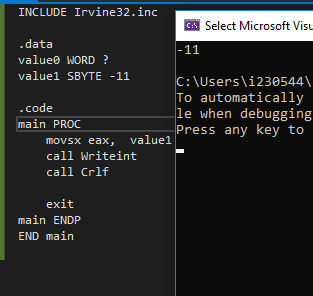 INCLUDE Irvine32.inc
.data
value0 WORD ?
value1 SBYTE -11
.code
main PROC
movsx eax, value1
call Writeint
call Crlf
exit
main ENDP
END main
Select Microsoft Visu
-11
C:\Users\i230544\
To automatically
le when debugging
Press any key to